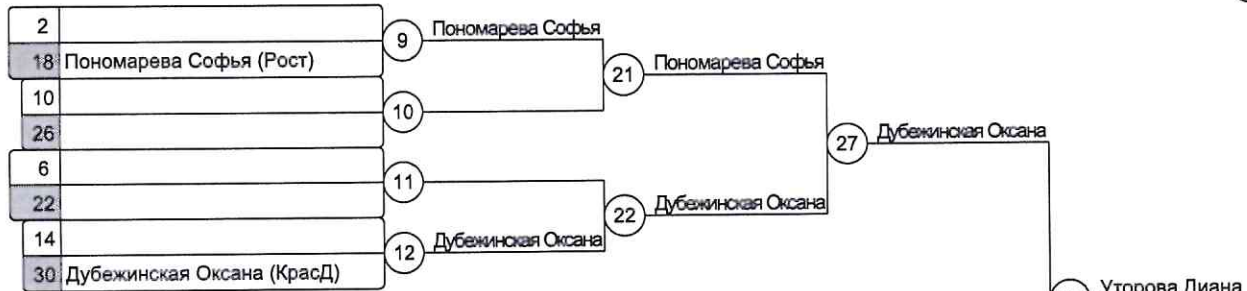 2
9 Пономарева Софья
18 Пономарева Софья (Рост)
21 Пономарева Софья
10
10
26
27 Дубежинская Оксана
6
11
22
22 Дубежинская Оксана
14
12 Дубежинская Оксана
30 Дубежинская Оксана (КрасД)
Уторова Диана